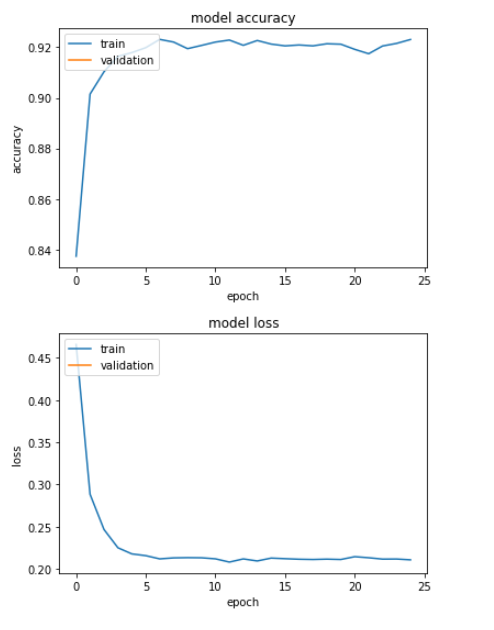 model accuracy
train
validation
0.92
0.90
0.88
0.86
0.84
accuracy
0 5 10 15 20 25
epoch
model loss
train
validation
0.45
0.40
0.35
0.30
0.25
0.20
loss
0 5 10 15 20 25
epoch